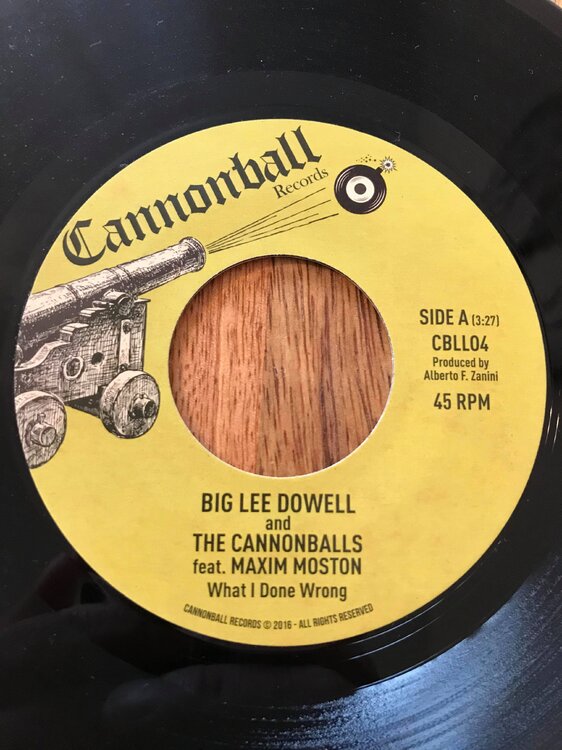 Cannonball
Records
SIDE A (3:27)
CBLL04
Produced by
Alberto F. Zanini
45 RPM
BIG LEE DOWELL
and
THE CANNONBALLS
feat. MAXIM MOSTON
What I Done Wrong
CANNONBALL RECORDS © 2016 - ALL RIGHTS RESERVED